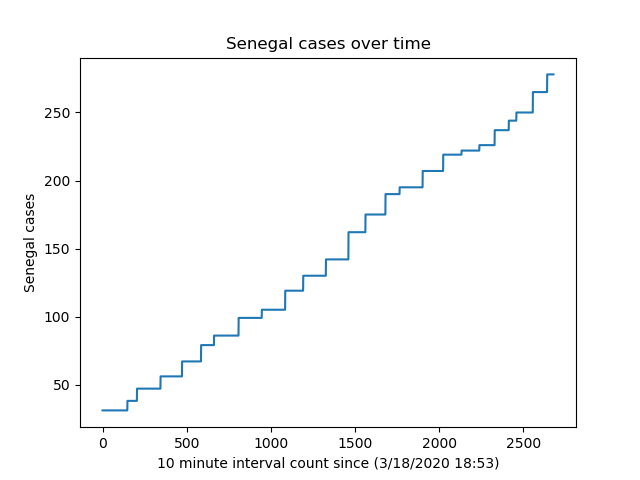 Senegal cases over time
Senegal cases
250
200
150
100
50
0 500 1000 1500 2000 2500
10 minute interval count since (3/18/2020 18:53)